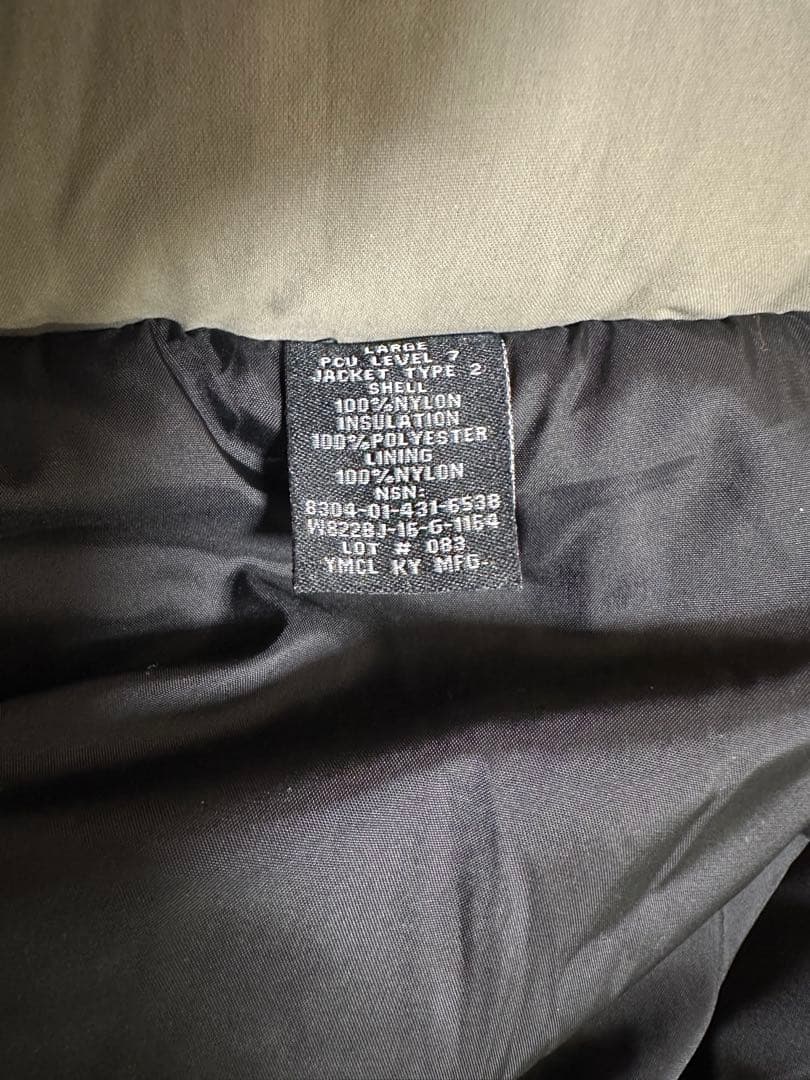 LARGE
PCU LEVEL 7
JACKET TYPE 2
SHELL
100%NYLON
INSULATION
100%POLYESTER
LINING
100%NYLON
NSN:
8304-01-431-6538
W822BJ-16-G-1164
LOT # 083
YMCL KY MFG.